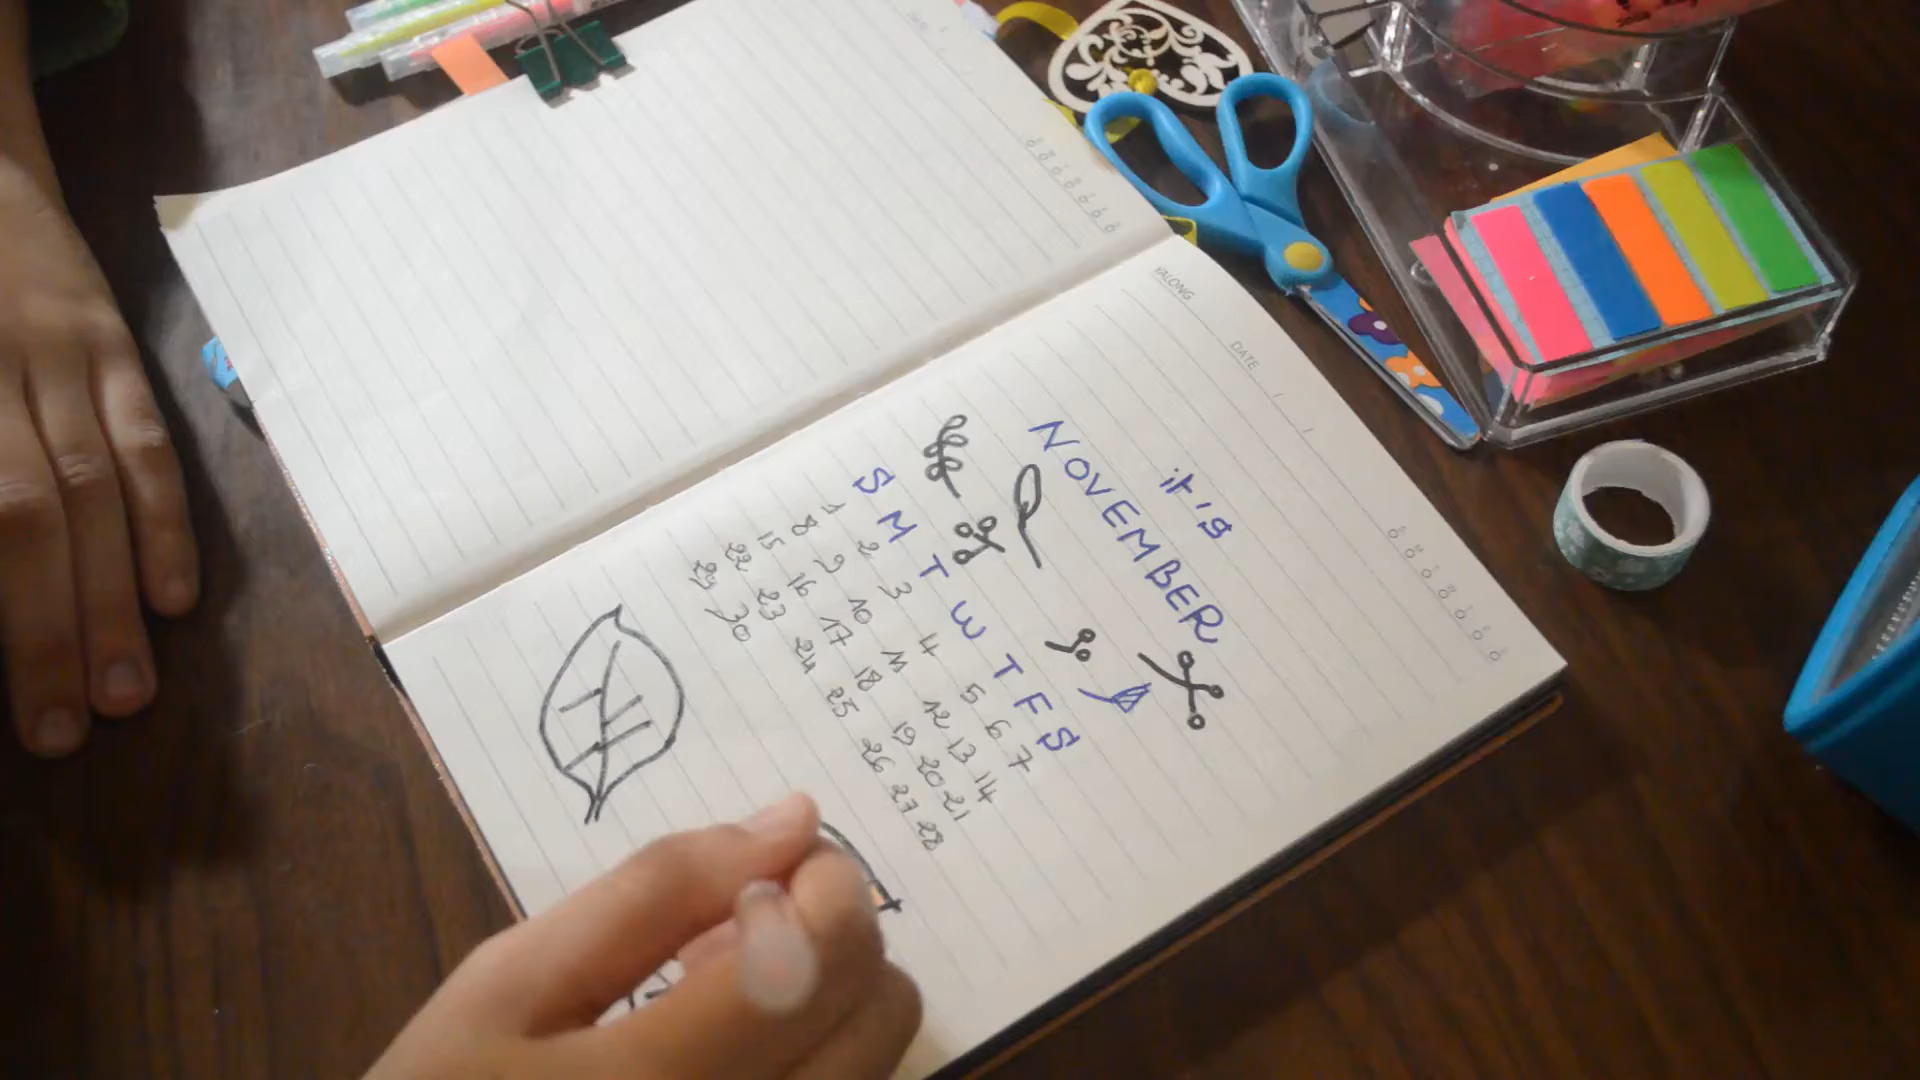 YALONG
DATE / /
it's
NOVEMBER
S M T W T F S
1 2 3 4 5 6 7
8 9 10 11 12 13 14
15 16 17 18 19 20 21
22 23 24 25 26 27 28
29 30